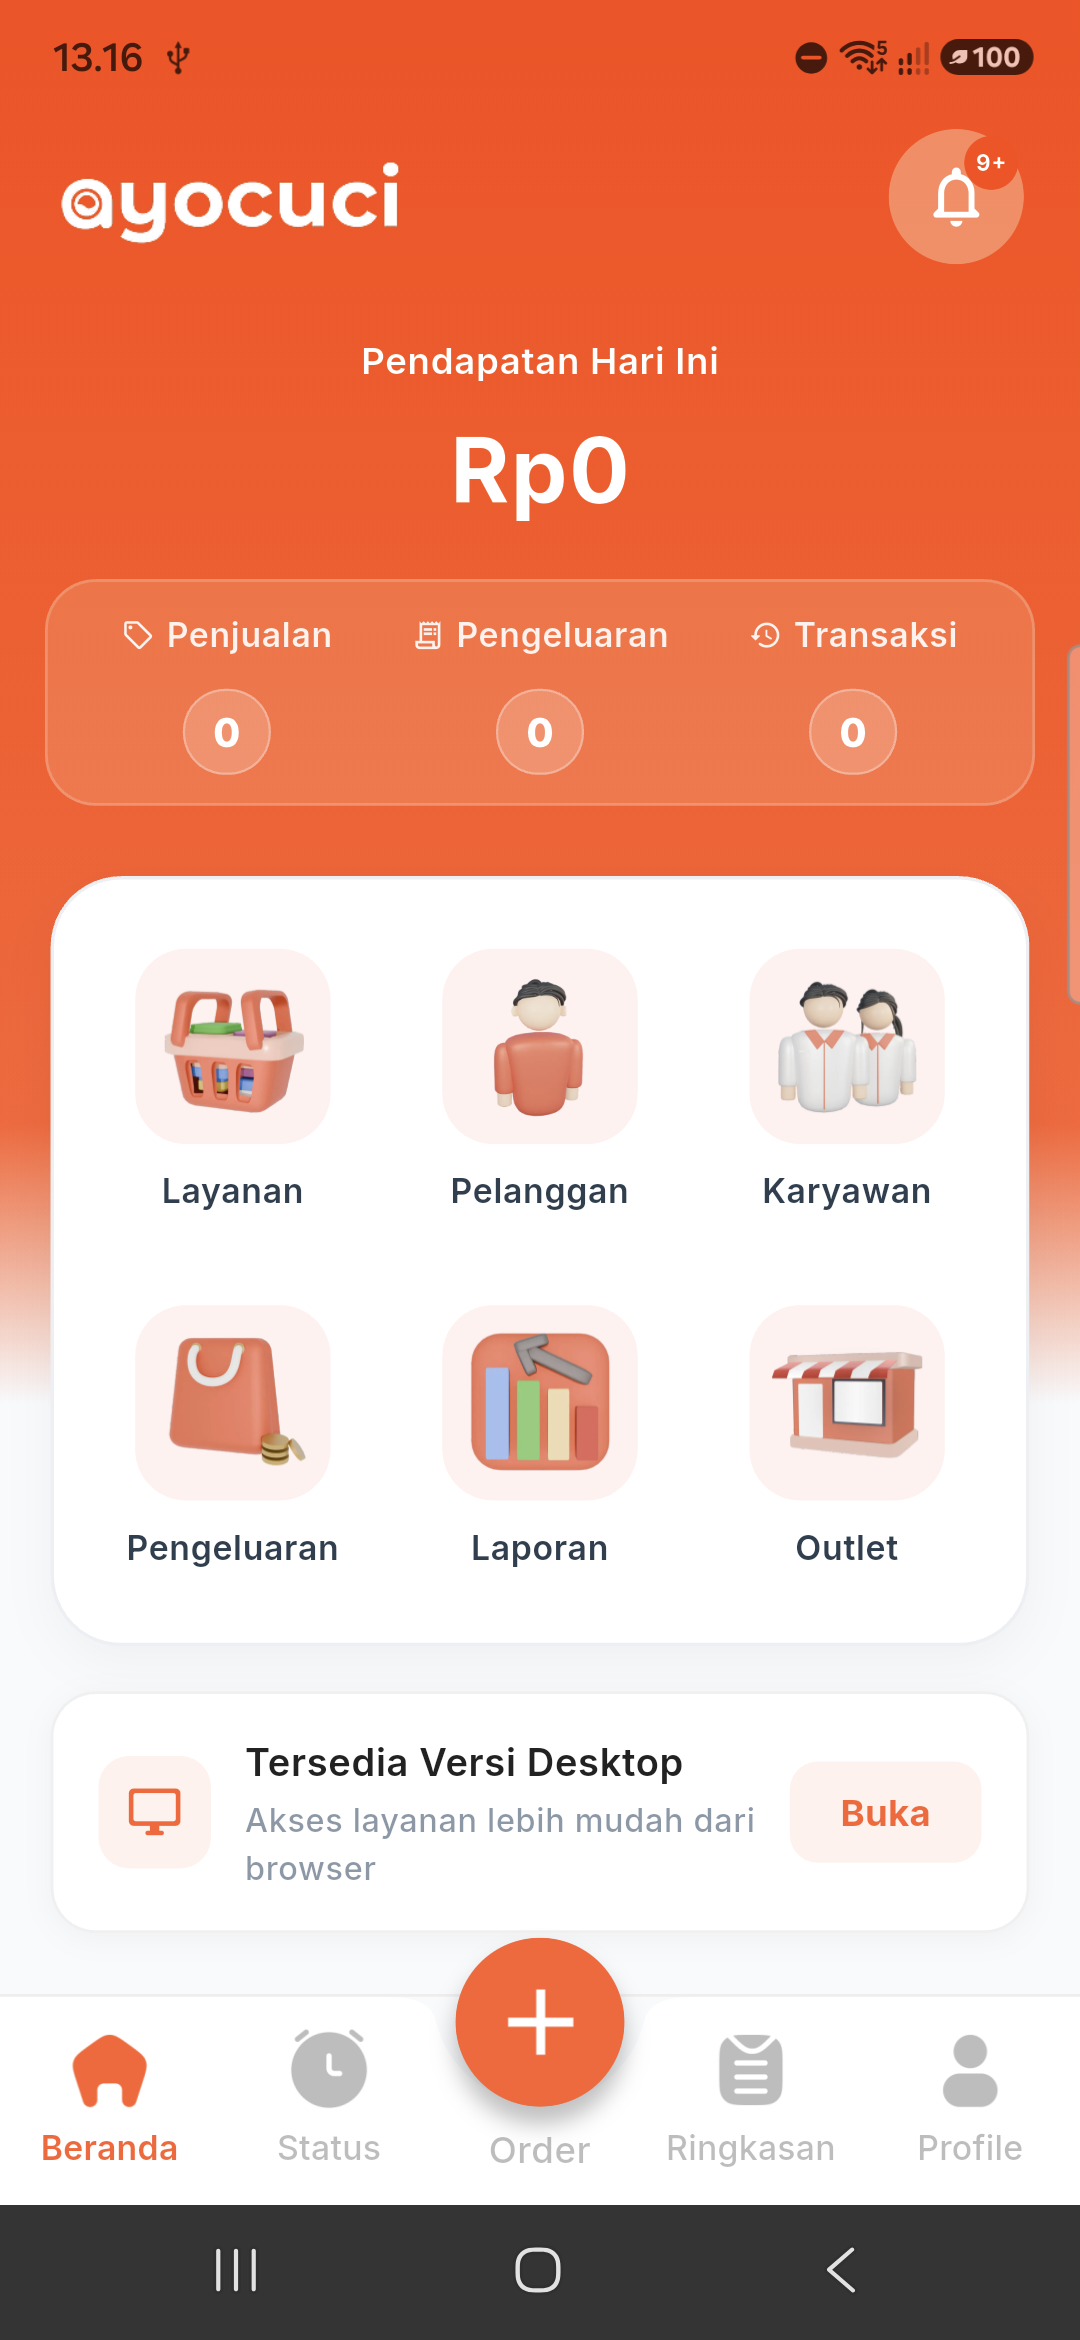 13.16
5
100
ayocuci
9+
Pendapatan Hari Ini
Rp0
Penjualan Pengeluaran Transaksi
0 0 0
Layanan Pelanggan Karyawan
Pengeluaran Laporan Outlet
Tersedia Versi Desktop
Akses layanan lebih mudah dari
browser
Buka
Beranda Status Order Ringkasan Profile